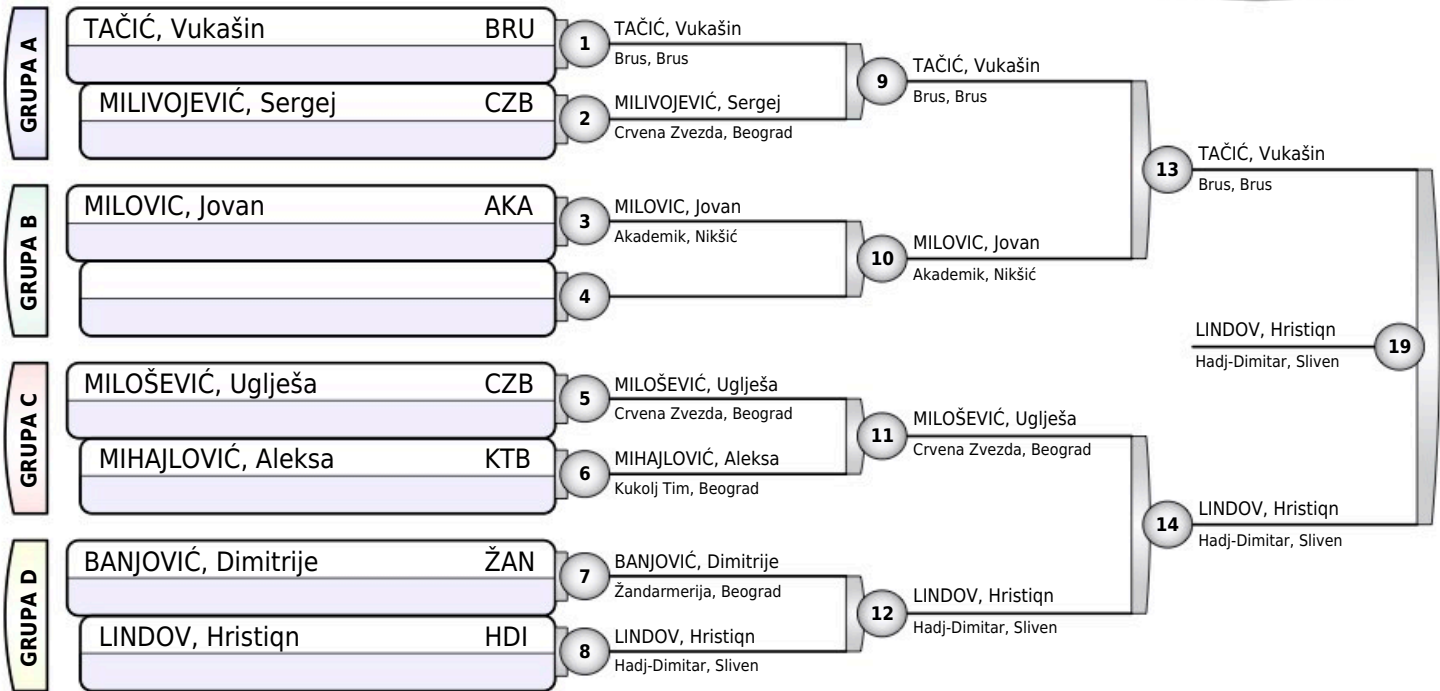 GRUPA A
TAČIĆ, Vukašin BRU
MILIVOJEVIĆ, Sergej CZB
GRUPA B
MILOVIC, Jovan AKA
GRUPA C
MILOŠEVIĆ, Uglješa CZB
MIHAJLOVIĆ, Aleksa KTB
GRUPA D
BANJOVIĆ, Dimitrije ŽAN
LINDOV, Hristiqn HDI
1
TAČIĆ, Vukašin
Brus, Brus
2
MILIVOJEVIĆ, Sergej
Crvena Zvezda, Beograd
3
MILOVIC, Jovan
Akademik, Nikšić
4
5
MILOŠEVIĆ, Uglješa
Crvena Zvezda, Beograd
6
MIHAJLOVIĆ, Aleksa
Kukolj Tim, Beograd
7
BANJOVIĆ, Dimitrije
Žandarmerija, Beograd
8
LINDOV, Hristiqn
Hadj-Dimitar, Sliven
9
TAČIĆ, Vukašin
Brus, Brus
10
MILOVIC, Jovan
Akademik, Nikšić
11
MILOŠEVIĆ, Uglješa
Crvena Zvezda, Beograd
12
LINDOV, Hristiqn
Hadj-Dimitar, Sliven
13
TAČIĆ, Vukašin
Brus, Brus
14
LINDOV, Hristiqn
Hadj-Dimitar, Sliven
LINDOV, Hristiqn
Hadj-Dimitar, Sliven
19